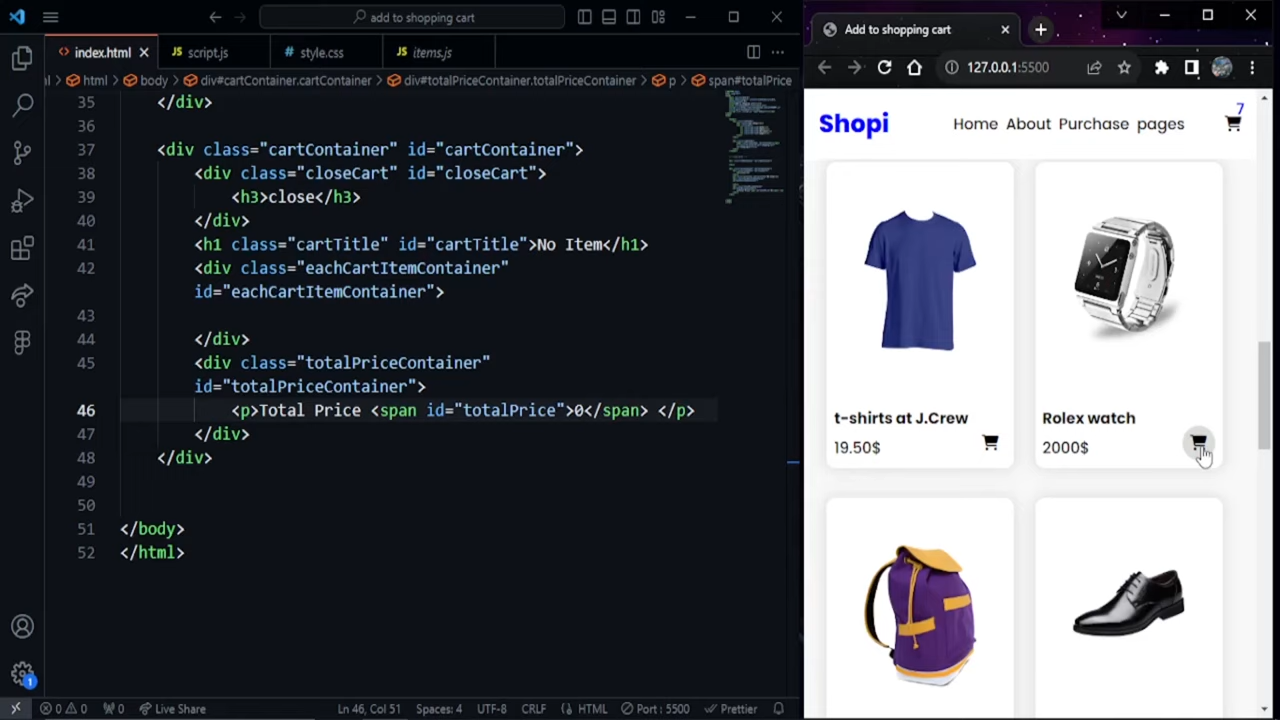 add to shopping cart
index.html
script.js
style.css
items.js
html
body
div#cartContainer.cartContainer
div#totalPriceContainer.totalPriceContainer
p
span#totalPrice
35 </div>
36
37 <div class="cartContainer" id="cartContainer">
38 <div class="closeCart" id="closeCart">
39 <h3>close</h3>
40 </div>
41 <h1 class="cartTitle" id="cartTitle">No Item</h1>
42 <div class="eachCartItemContainer"
id="eachCartItemContainer">
43
44 </div>
45 <div class="totalPriceContainer"
id="totalPriceContainer">
46 <p>Total Price <span id="totalPrice">0</span> </p>
47 </div>
48 </div>
49
50
51 </body>
52 </html>
1
0 0 0 Live Share Ln 46, Col 51 Spaces: 4 UTF-8 CRLF HTML Port : 5500 Prettier
Add to shopping cart
127.0.0.1:5500
Shopi Home About Purchase pages 7
t-shirts at J.Crew
19.50$
Rolex watch
2000$